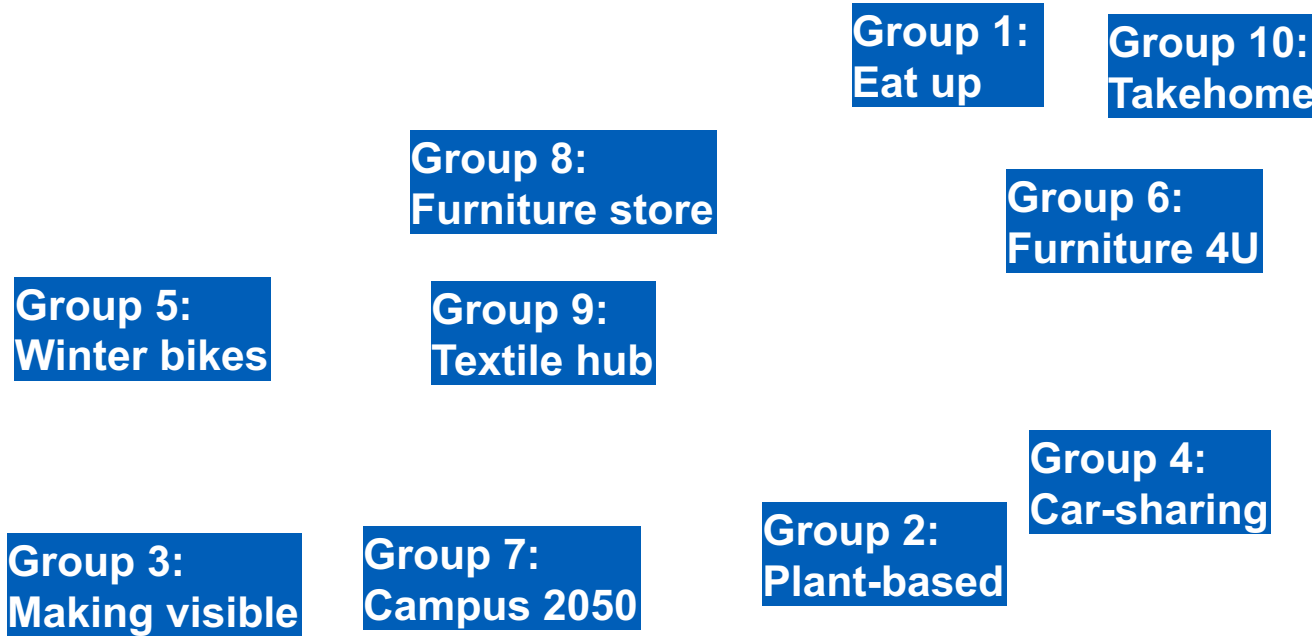 Group 1:
Eat up
Group 10:
Takehome
Group 8:
Furniture store
Group 6:
Furniture 4U
Group 5:
Winter bikes
Group 9:
Textile hub
Group 4:
Car-sharing
Group 2:
Plant-based
Group 7:
Campus 2050
Group 3:
Making visible